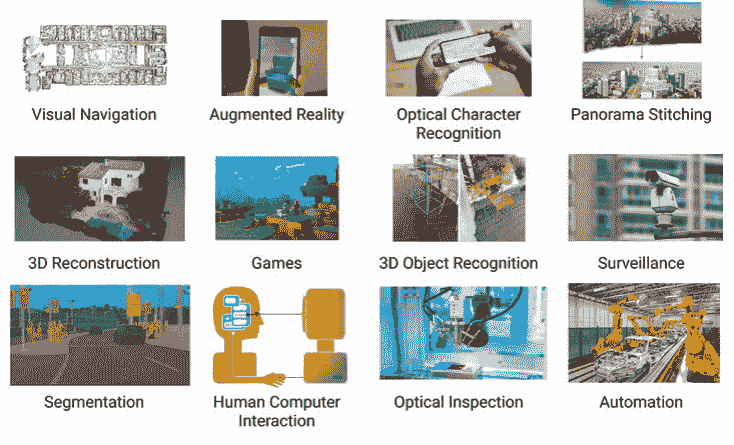 Visual Navigation
Augmented Reality
Optical Character
Recognition
Panorama Stitching
3D Reconstruction
Games
3D Object Recognition
Surveillance
Segmentation
Human Computer
Interaction
Optical Inspection
Automation